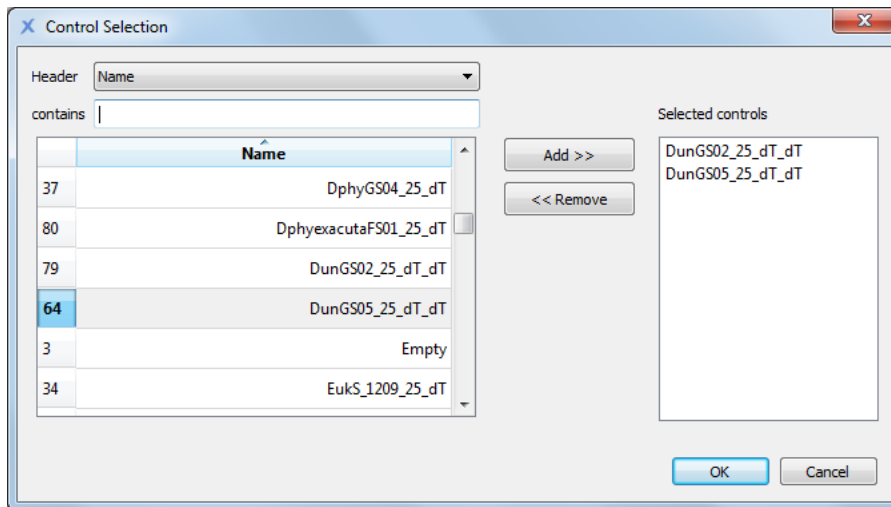 Control Selection
Header Name
contains
Selected controls
Name
37 DphyGS04_25_dT
80 DphyexacutaFS01_25_dT
79 DunGS02_25_dT_dT
64 DunGS05_25_dT_dT
3 Empty
34 EukS_1209_25_dT
Add >>
<< Remove
DunGS02_25_dT_dT
DunGS05_25_dT_dT
OK Cancel